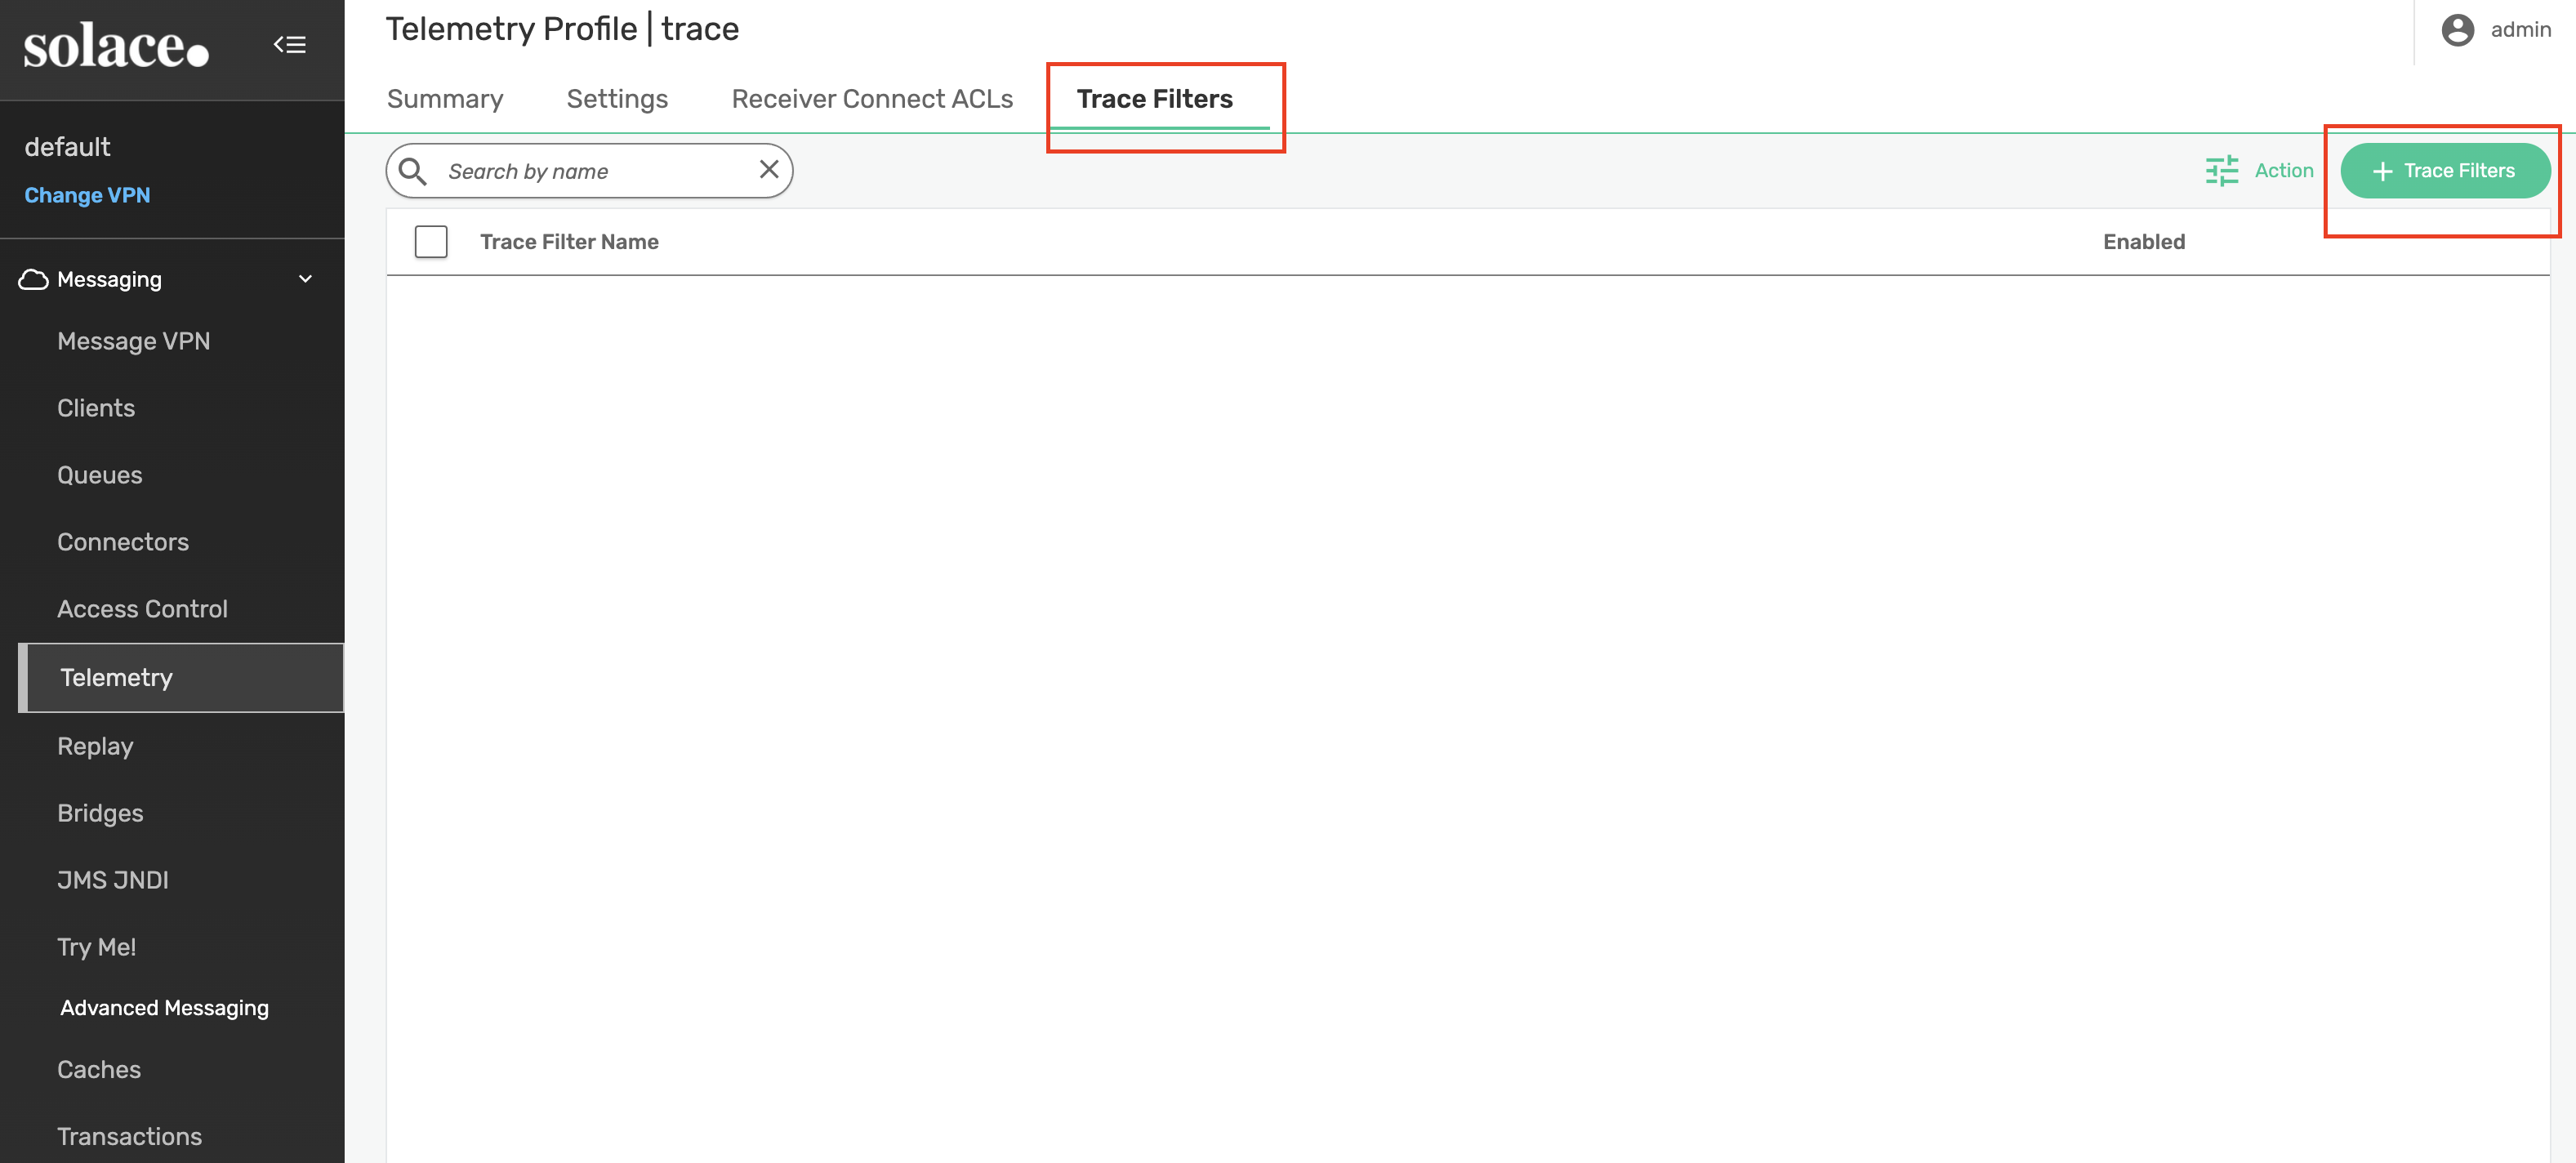 solace
default
Change VPN
Messaging
Message VPN
Clients
Queues
Connectors
Access Control
Telemetry
Replay
Bridges
JMS JNDI
Try Me!
Advanced Messaging
Caches
Transactions
Telemetry Profile | trace
admin
Summary
Settings
Receiver Connect ACLs
Trace Filters
Search by name
Action
Trace Filters
Trace Filter Name
Enabled